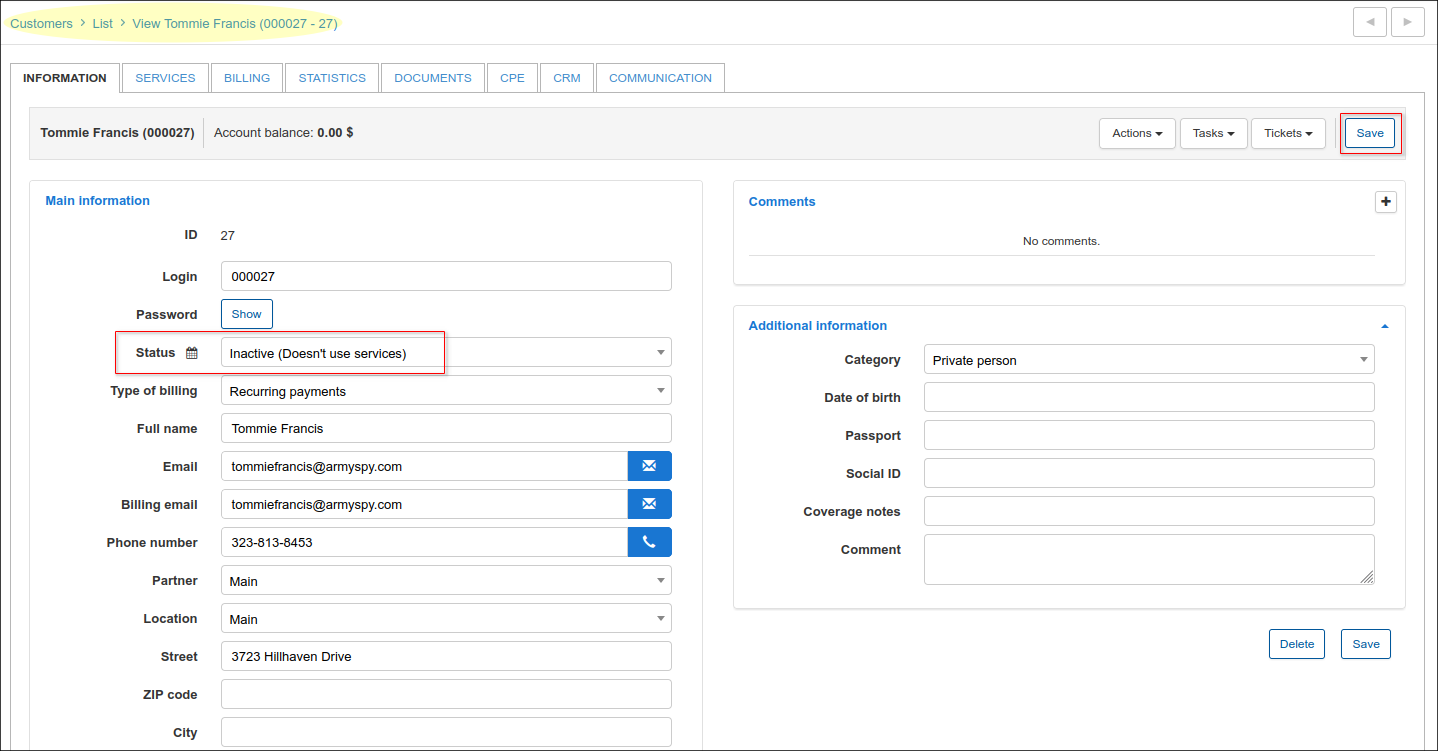 Customers > List > View Tommie Francis (000027 - 27)
INFORMATION SERVICES BILLING STATISTICS DOCUMENTS CPE CRM COMMUNICATION
Tommie Francis (000027) Account balance: 0.00 $ Actions Tasks Tickets Save
Main information
ID 27
Login 000027
Password Show
Status Inactive (Doesn't use services)
Type of billing Recurring payments
Full name Tommie Francis
Email tommiefrancis@armyspy.com
Billing email tommiefrancis@armyspy.com
Phone number 323-813-8453
Partner Main
Location Main
Street 3723 Hillhaven Drive
ZIP code
City
Comments
No comments.
Additional information
Category Private person
Date of birth
Passport
Social ID
Coverage notes
Comment
Delete Save